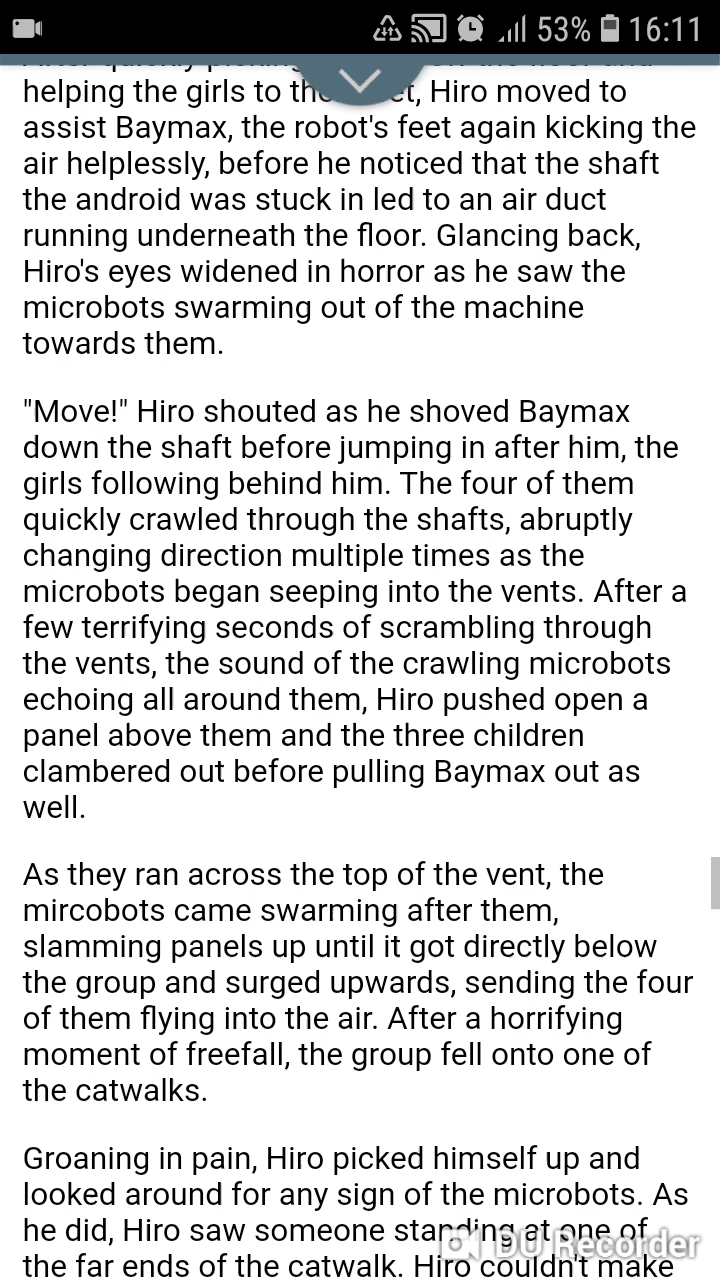 53% 16:11
helping the girls to the et, Hiro moved to
assist Baymax, the robot's feet again kicking the
air helplessly, before he noticed that the shaft
the android was stuck in led to an air duct
running underneath the floor. Glancing back,
Hiro's eyes widened in horror as he saw the
microbots swarming out of the machine
towards them.
"Move!" Hiro shouted as he shoved Baymax
down the shaft before jumping in after him, the
girls following behind him. The four of them
quickly crawled through the shafts, abruptly
changing direction multiple times as the
microbots began seeping into the vents. After a
few terrifying seconds of scrambling through
the vents, the sound of the crawling microbots
echoing all around them, Hiro pushed open a
panel above them and the three children
clambered out before pulling Baymax out as
well.
As they ran across the top of the vent, the
mircobots came swarming after them,
slamming panels up until it got directly below
the group and surged upwards, sending the four
of them flying into the air. After a horrifying
moment of freefall, the group fell onto one of
the catwalks.
Groaning in pain, Hiro picked himself up and
looked around for any sign of the microbots. As
he did, Hiro saw someone standing at one of
the far ends of the catwalk. Hiro couldn't make
DU Recorder